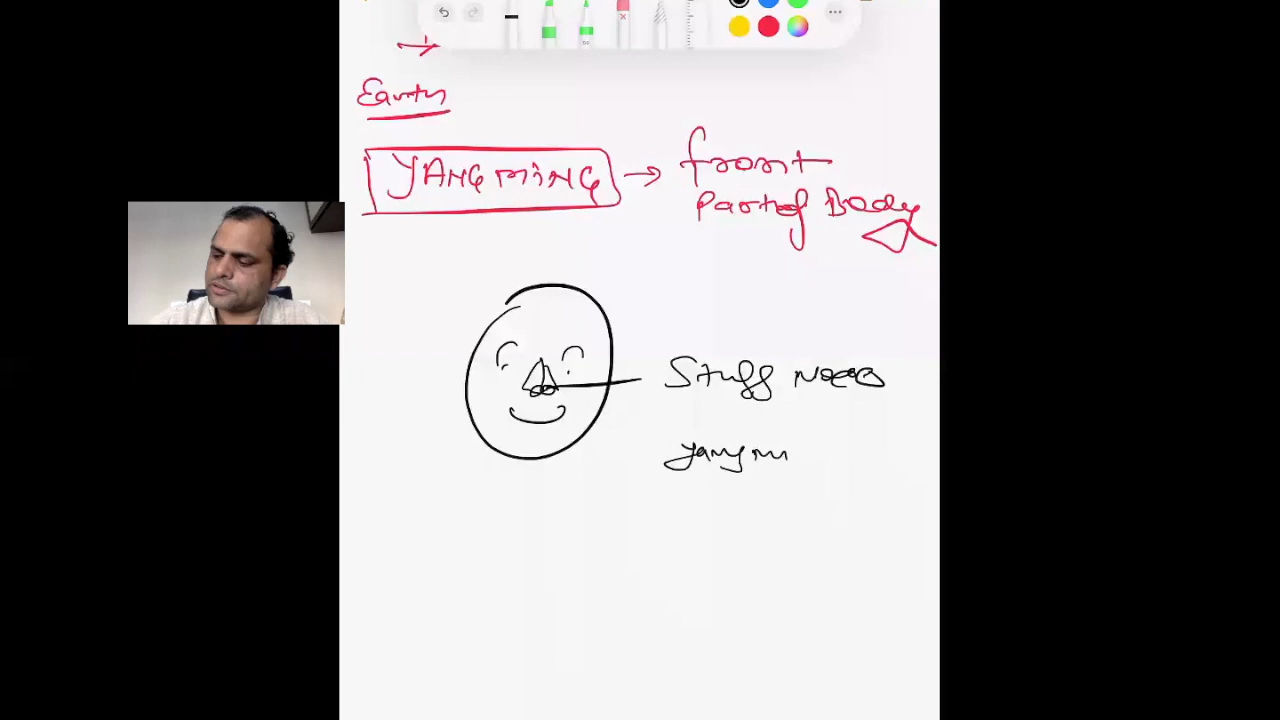 Earth
YANGMING → front
Part of Body
Stuff Nose
yangm